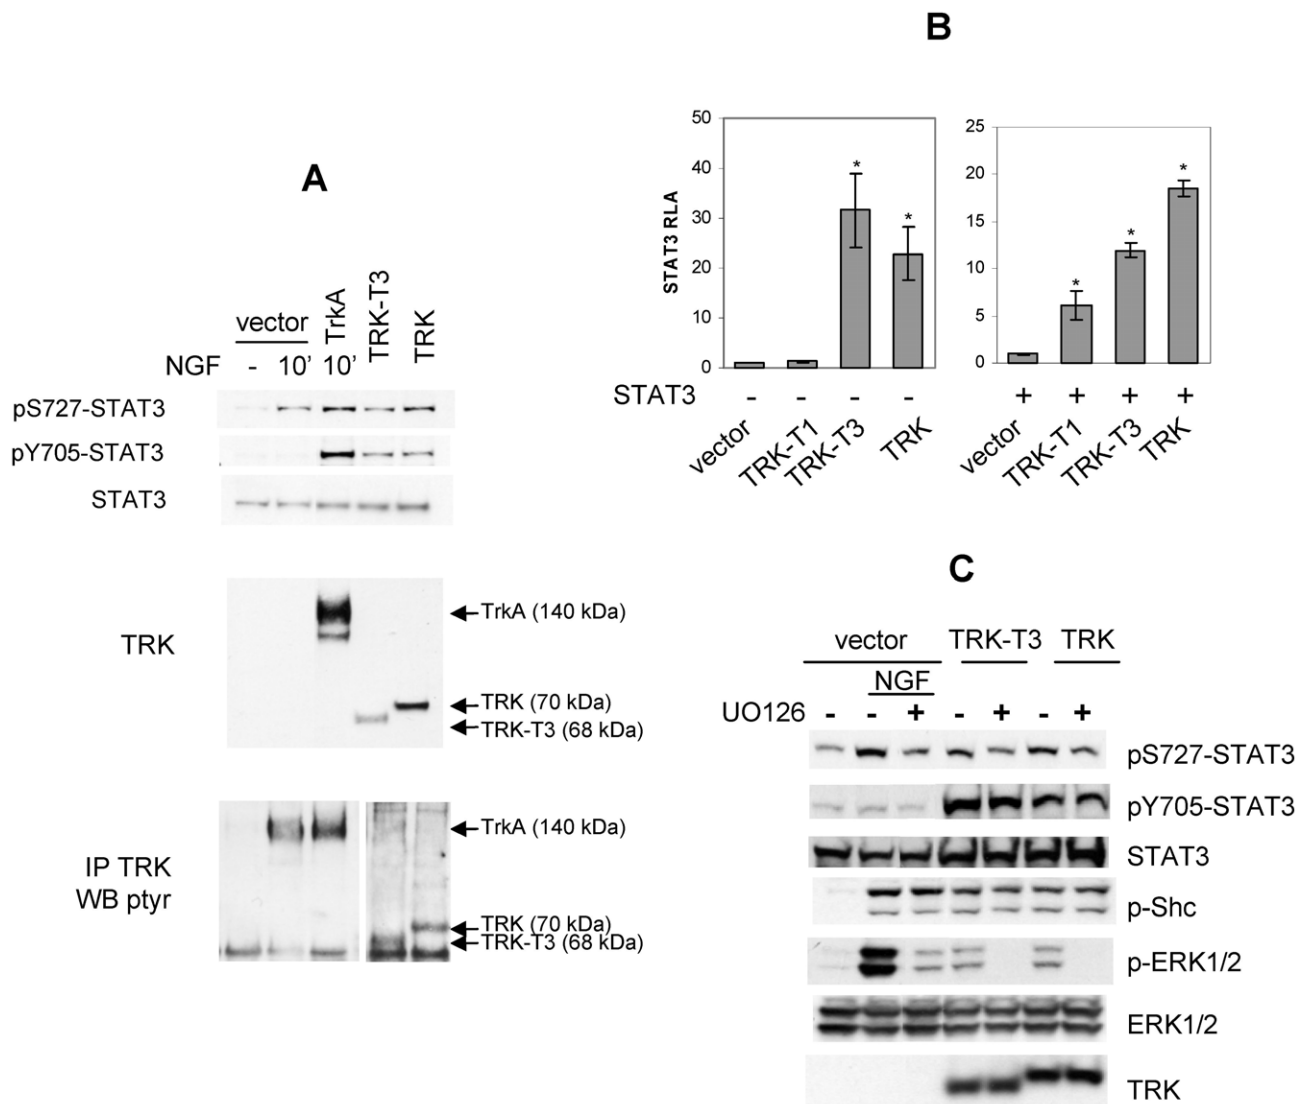 A
vector
TrkA
TRK-T3
TRK
NGF - 10' 10'
pS727-STAT3
pY705-STAT3
STAT3
TRK
TrkA (140 kDa)
TRK (70 kDa)
TRK-T3 (68 kDa)
IP TRK
WB ptyr
TrkA (140 kDa)
TRK (70 kDa)
TRK-T3 (68 kDa)
B
STAT3 RLA
50
40
30
20
10
0
* *
25
20
15
10
5
0
* * *
STAT3 - - - - + + + +
vector TRK-T1 TRK-T3 TRK
vector TRK-T1 TRK-T3 TRK
C
vector TRK-T3 TRK
NGF
UO126 - - + - + - +
pS727-STAT3
pY705-STAT3
STAT3
p-Shc
p-ERK1/2
ERK1/2
TRK